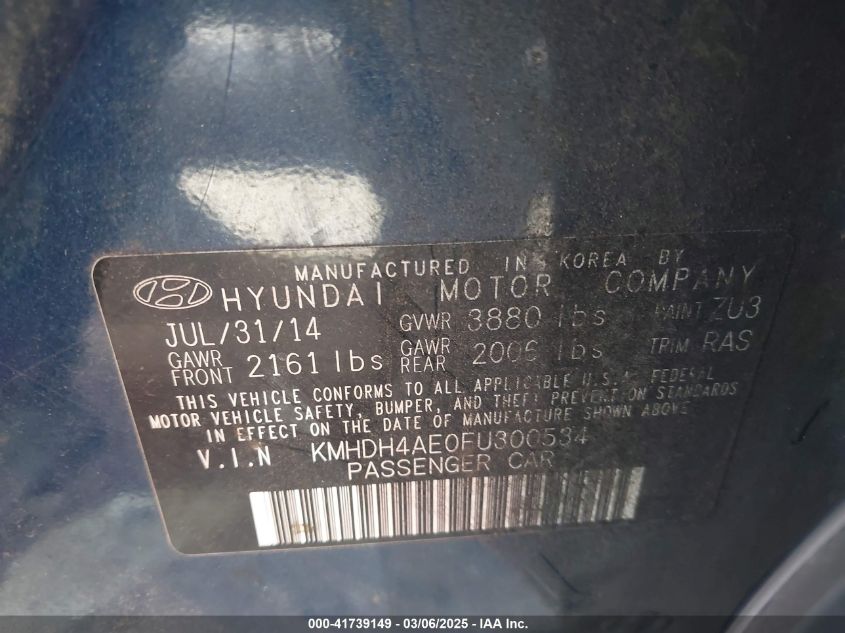 MANUFACTURED IN KOREA BY
HYUNDAI MOTOR COMPANY
JUL/31/14 GVWR 3880 lbs PAINT ZU3
GAWR FRONT 2161 lbs GAWR REAR 2006 lbs TRIM RAS
THIS VEHICLE CONFORMS TO ALL APPLICABLE U.S.A. FEDERAL
MOTOR VEHICLE SAFETY, BUMPER, AND THEFT PREVENTION STANDARDS
IN EFFECT ON THE DATE OF MANUFACTURE SHOWN ABOVE
V.I.N KMHDH4AE0FU300534
PASSENGER CAR
000-41739149 - 03/06/2025 - IAA Inc.